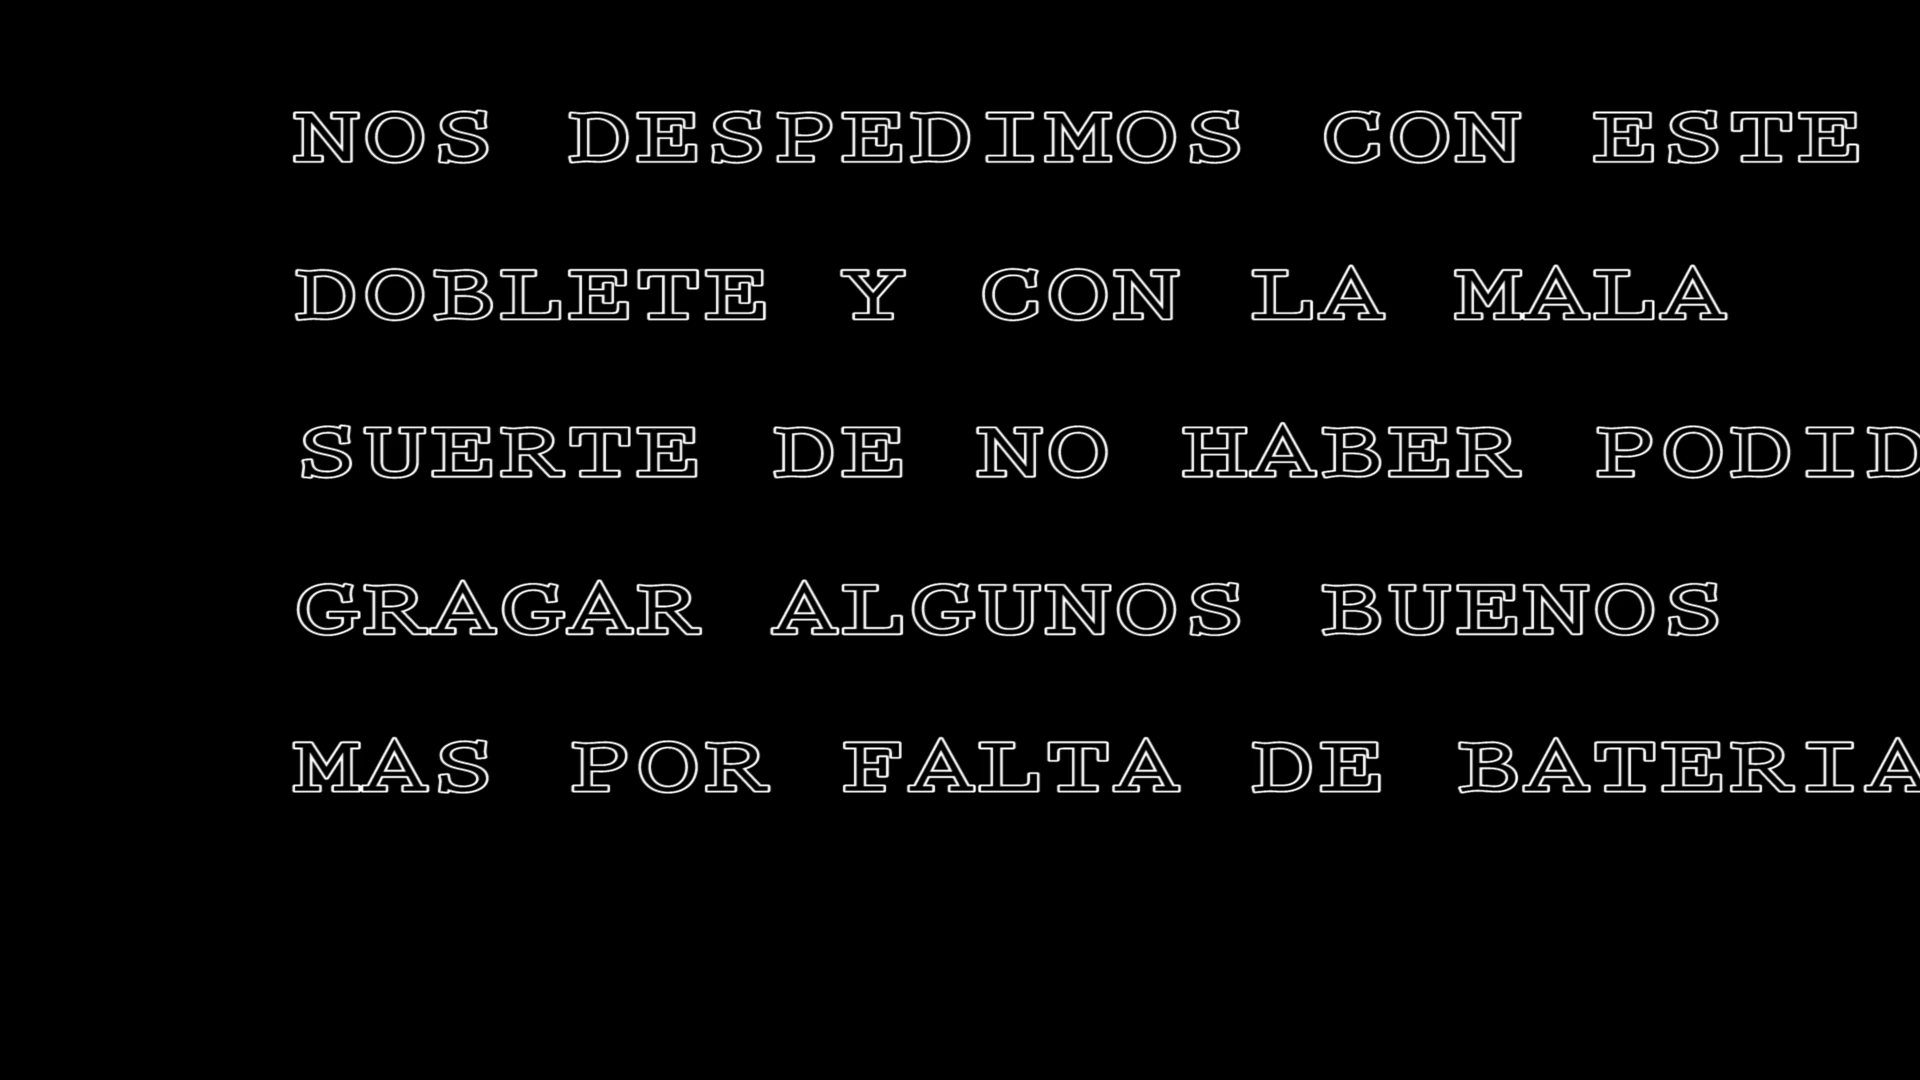 NOS DESPEDIMOS CON ESTE
DOBLETE Y CON LA MALA
SUERTE DE NO HABER PODID
GRAGAR ALGUNOS BUENOS
MAS POR FALTA DE BATERIA